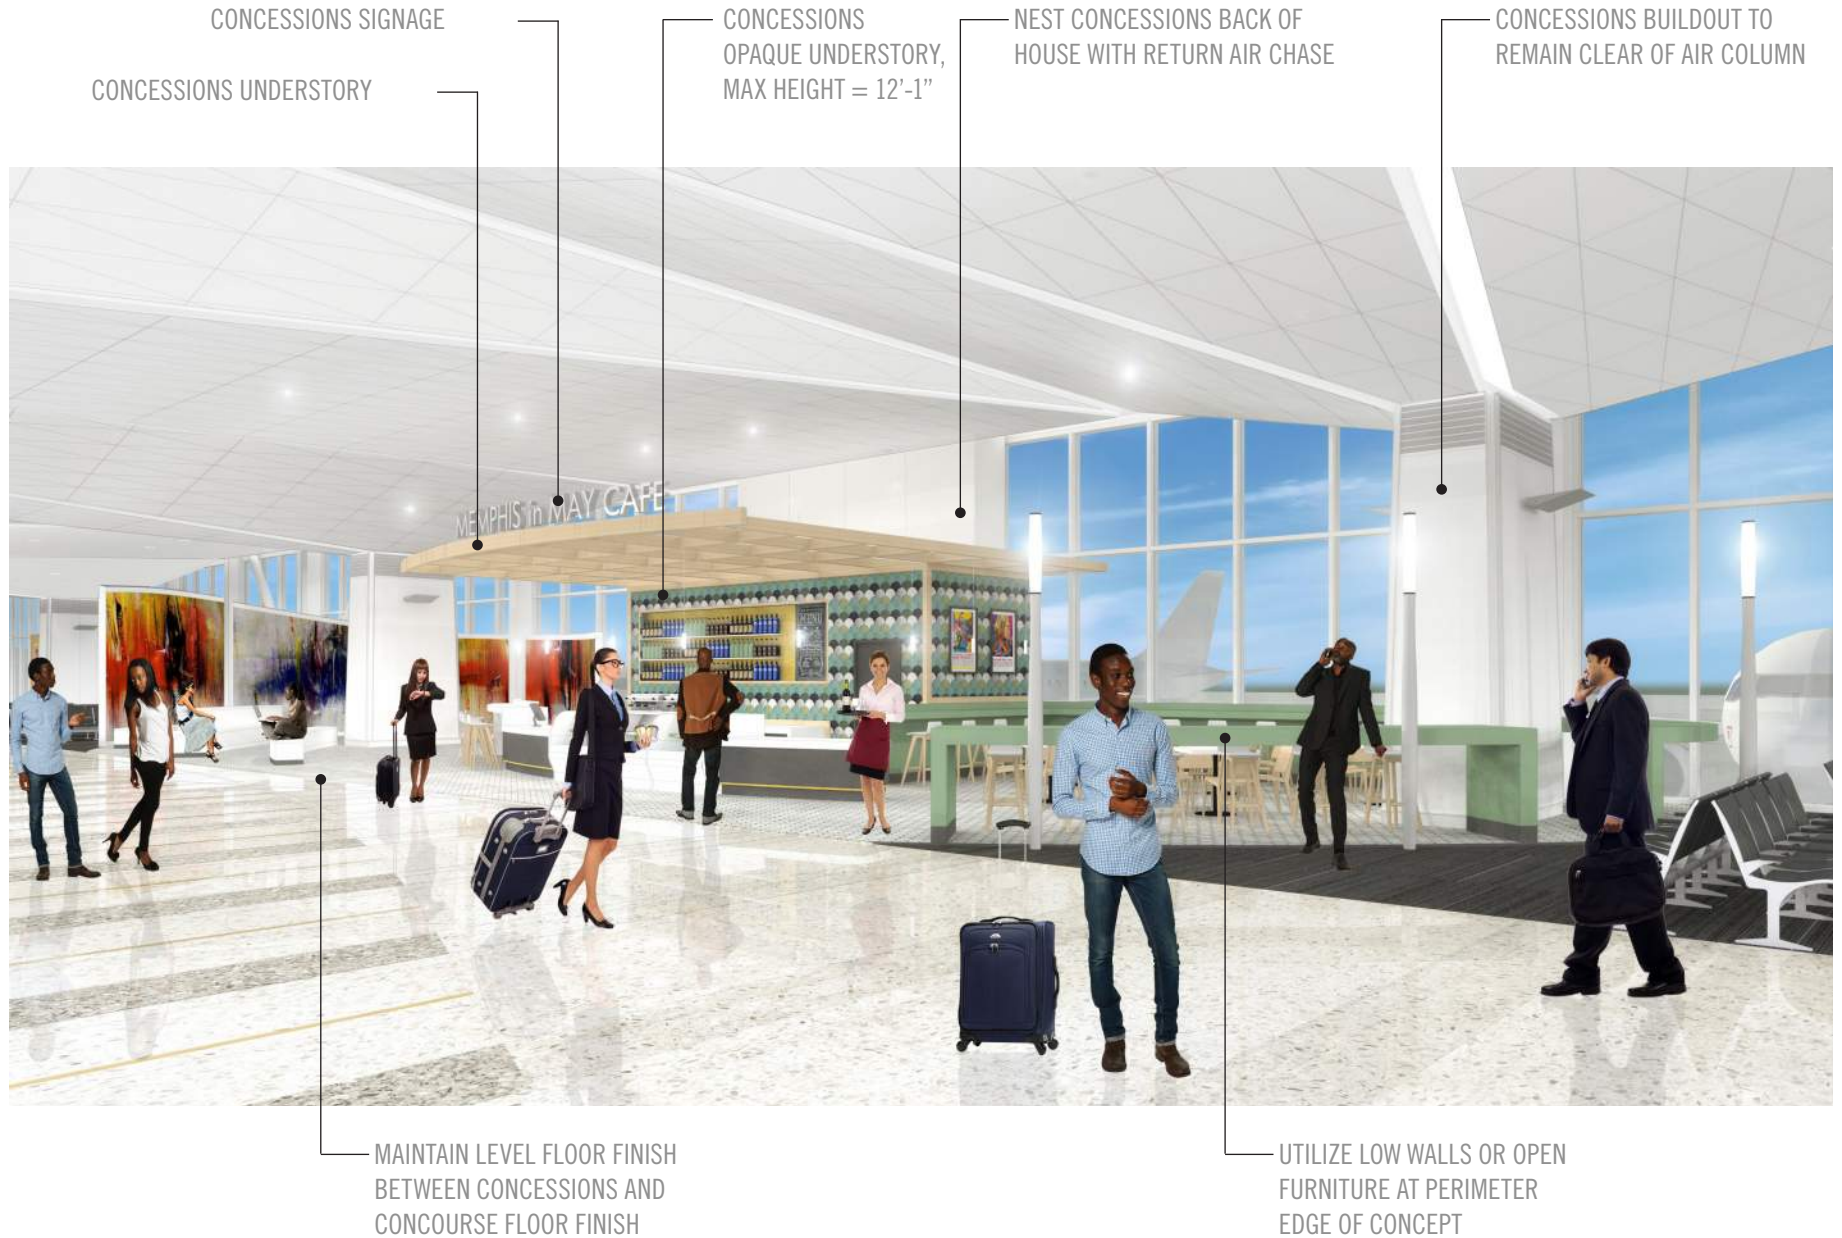 CONCESSIONS SIGNAGE
CONCESSIONS UNDERSTORY
CONCESSIONS
OPAQUE UNDERSTORY,
MAX HEIGHT = 12’-1”
NEST CONCESSIONS BACK OF
HOUSE WITH RETURN AIR CHASE
CONCESSIONS BUILDOUT TO
REMAIN CLEAR OF AIR COLUMN
MEMPHIS in MAY CAFE
MENU
MAINTAIN LEVEL FLOOR FINISH
BETWEEN CONCESSIONS AND
CONCOURSE FLOOR FINISH
UTILIZE LOW WALLS OR OPEN
FURNITURE AT PERIMETER
EDGE OF CONCEPT